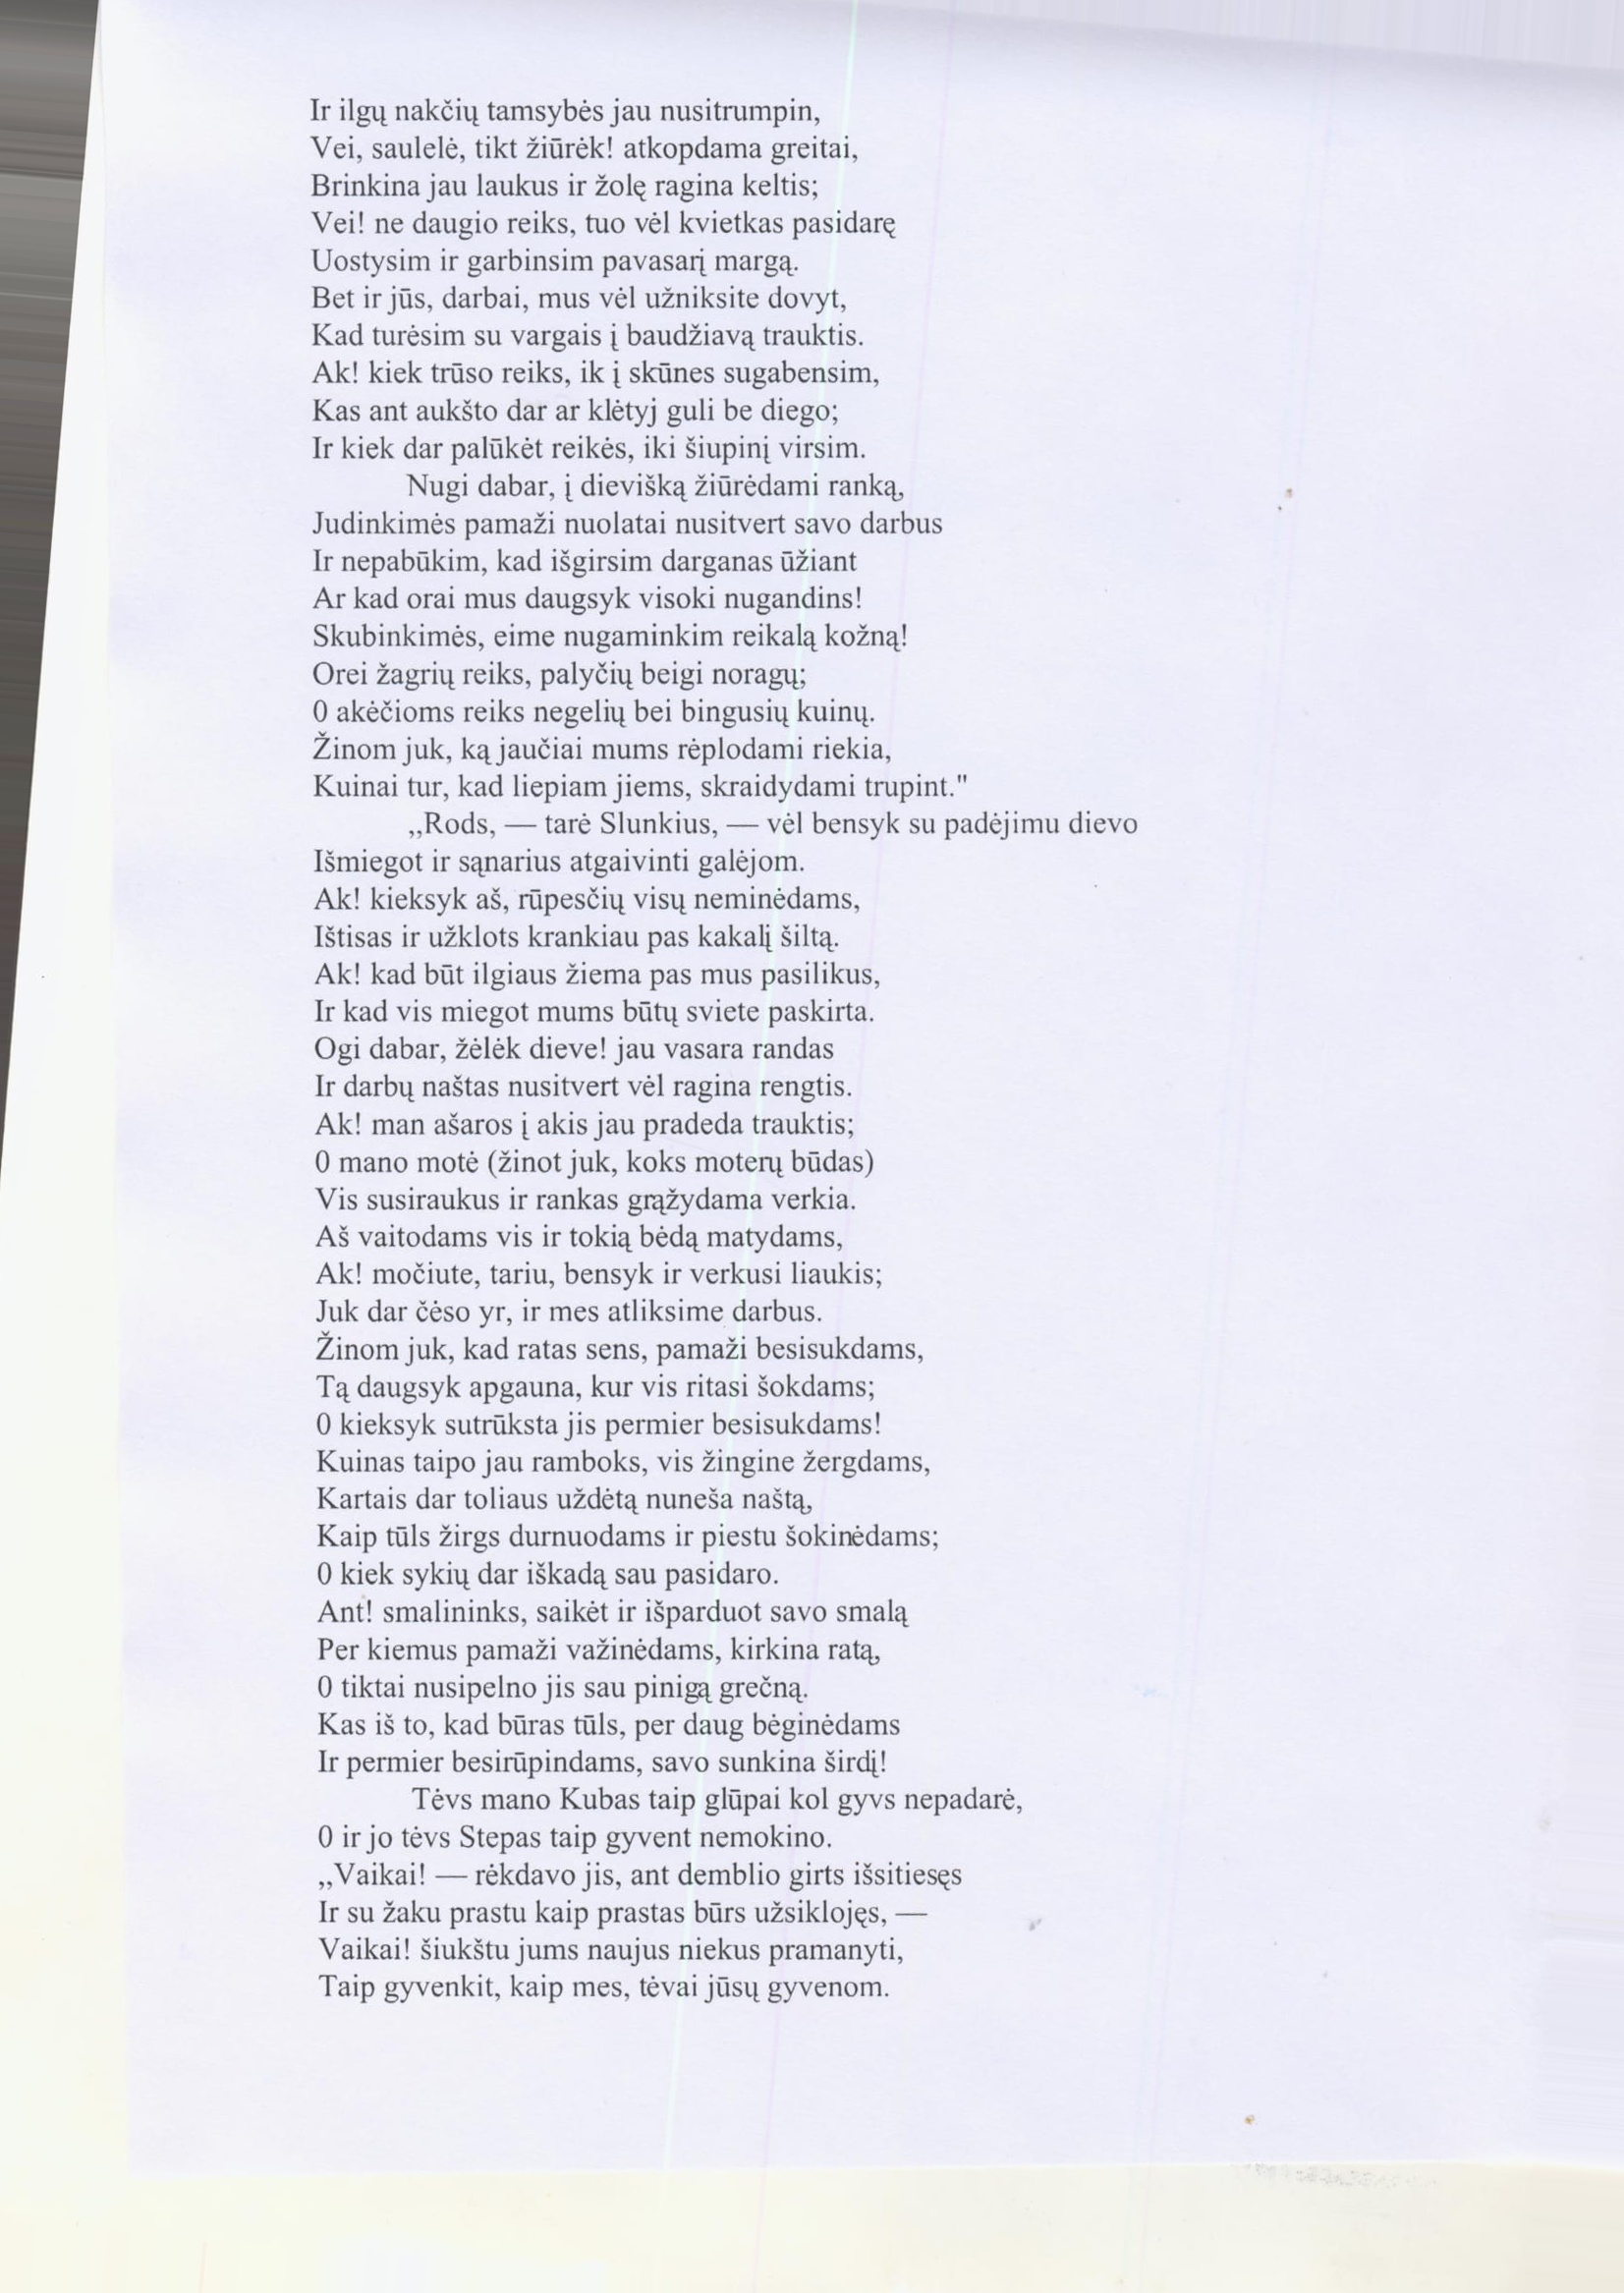 Ir ilgų nakčių tamsybės jau nusitrumpin,
Vei, saulelė, tikt žiūrėk! atkopdama greitai,
Brinkina jau laukus ir žolę ragina keltis;
Vei! ne daugio reiks, tuo vėl kvietkas pasidarę
Uostysim ir garbinsim pavasarį margą.
Bet ir jūs, darbai, mus vėl užniksite dovyt,
Kad turėsim su vargais į baudžiavą trauktis.
Ak! kiek trūso reiks, ik į skūnes sugabensim,
Kas ant aukšto dar ar klėtyj guli be diego;
Ir kiek dar palūkėt reikės, iki šiupinį virsim.
Nugi dabar, į dievišką žiūrėdami ranką,
Judinkimės pamaži nuolatai nusitvert savo darbus
Ir nepabūkim, kad išgirsim darganas ūžiant
Ar kad orai mus daugsyk visoki nugandins!
Skubinkimės, eime nugaminkim reikalą kožną!
Orei žagrių reiks, palyčių beigi noragų;
0 akėčioms reiks negelių bei bingusių kuinų.
Žinom juk, ką jaučiai mums rėplodami riekia,
Kuinai tur, kad liepiam jiems, skraidydami trupint."
,,Rods, — tarė Slunkius, — vėl bensyk su padėjimu dievo
Išmiegot ir sąnarius atgaivinti galėjom.
Ak! kieksyk aš, rūpesčių visų neminėdams,
Ištisas ir užklots krankiau pas kakalį šiltą.
Ak! kad būt ilgiaus žiema pas mus pasilikus,
Ir kad vis miegot mums būtų sviete paskirta.
Ogi dabar, žėlėk dieve! jau vasara randas
Ir darbų naštas nusitvert vėl ragina rengtis.
Ak! man ašaros į akis jau pradeda trauktis;
0 mano motė (žinot juk, koks moterų būdas)
Vis susiraukus ir rankas grąžydama verkia.
Aš vaitodams vis ir tokią bėdą matydams,
Ak! močiute, tariu, bensyk ir verkusi liaukis;
Juk dar čėso yr, ir mes atliksime darbus.
Žinom juk, kad ratas sens, pamaži besisukdams,
Tą daugsyk apgauna, kur vis ritasi šokdams;
0 kieksyk sutrūksta jis permier besisukdams!
Kuinas taipo jau ramboks, vis žingine žergdams,
Kartais dar toliaus uždėtą nuneša naštą,
Kaip tūls žirgs durnuodams ir piestu šokinėdams;
0 kiek sykių dar iškadą sau pasidaro.
Ant! smalininks, saikėt ir išparduot savo smalą
Per kiemus pamaži važinėdams, kirkina ratą,
0 tiktai nusipelno jis sau pinigą grečną.
Kas iš to, kad būras tūls, per daug bėginėdams
Ir permier besirūpindams, savo sunkina širdį!
Tėvs mano Kubas taip glūpai kol gyvs nepadarė,
0 ir jo tėvs Stepas taip gyvent nemokino.
,,Vaikai! — rėkdavo jis, ant demblio girts išsitiesęs
Ir su žaku prastu kaip prastas būrs užsiklojęs, —
Vaikai! šiukštu jums naujus niekus pramanyti,
Taip gyvenkit, kaip mes, tėvai jūsų gyvenom.